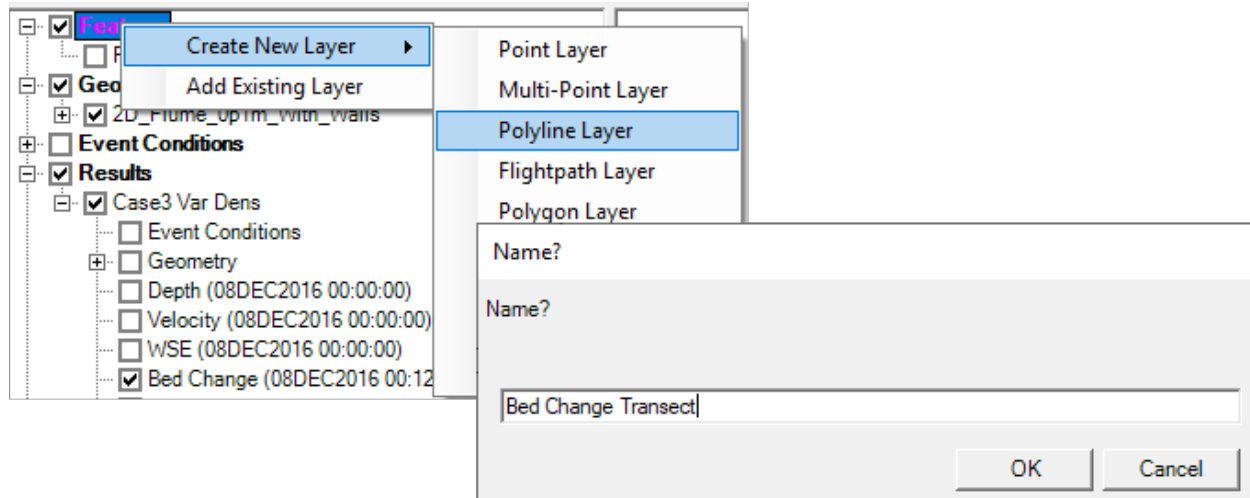 Create New Layer
Add Existing Layer
Point Layer
Multi-Point Layer
Polyline Layer
Flightpath Layer
Polygon Layer
2D_Flume_0p1m_With_Walls
Event Conditions
Results
Case3 Var Dens
Event Conditions
Geometry
Depth (08DEC2016 00:00:00)
Velocity (08DEC2016 00:00:00)
WSE (08DEC2016 00:00:00)
Bed Change (08DEC2016 00:12
Name?
Name?
Bed Change Transect
OK Cancel